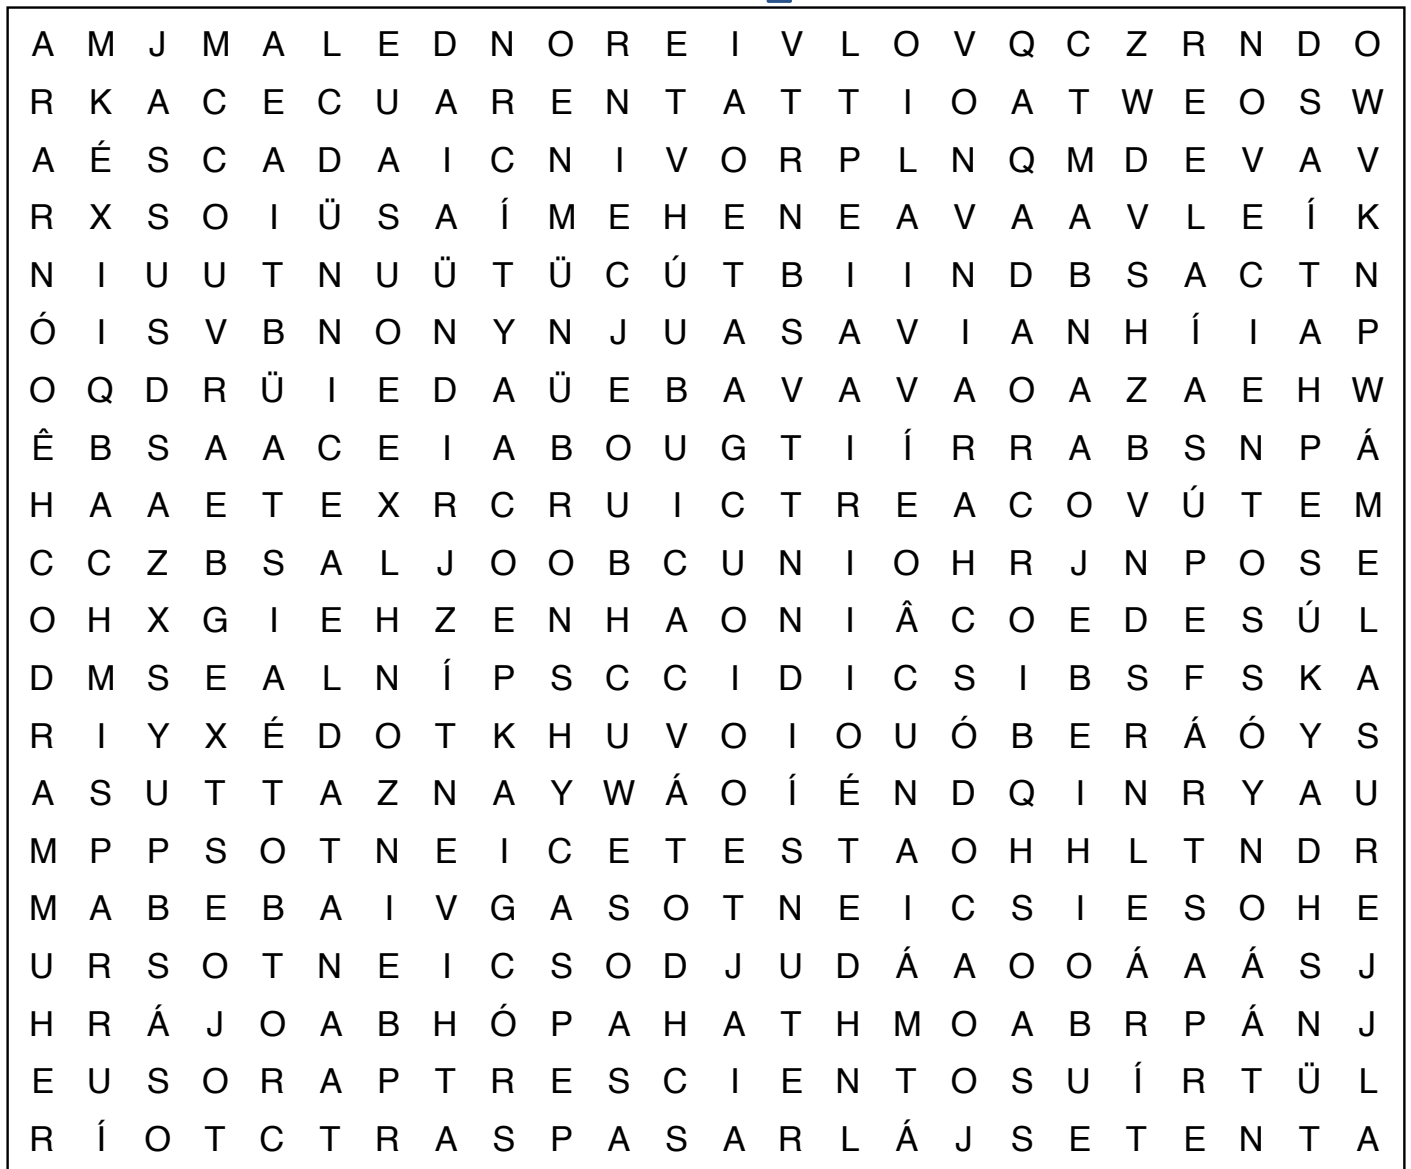 A M J M A L E D N O R E I V L O V Q C Z R N D O
R K A C E C U A R E N T A T T I O A T W E O S W
A É S C A D A I C N I V O R P L N Q M D E V A V
R X S O I Ü S A Í M E H E N E A V A A V L E Í K
N I U U T N U Ü T Ü C Ú T B I I N D B S A C T N
Ó I S V B N O N Y N J U A S A V I A N H Í I A P
O Q D R Ü I E D A Ü E B A V A V A O A Z A E H W
Ê B S A A C E I A B O U G T I Í R R A B S N P Á
H A A E T E X R C R U I C T R E A C O V Ú T E M
C C Z B S A L J O O B C U N I O H R J N P O S E
O H X G I E H Z E N H A O N I Â C O E D E S Ú L
D M S E A L N Í P S C C I D I C S I B S F S K A
R I Y X É D O T K H U V O I O U Ó B E R Á Ó Y S
A S U T T A Z N A Y W Á O Í É N D Q I N R Y A U
M P P S O T N E I C E T E S T A O H H L T N D R
M A B E B A I V G A S O T N E I C S I E S O H E
U R S O T N E I C S O D J U D Á A O O Á A Á S J
H R Á J O A B H Ó P A H A T H M O A B R P Á N J
E U S O R A P T R E S C I E N T O S U Í R T Ü L
R Í O T C T R A S P A S A R L Á J S E T E N T A